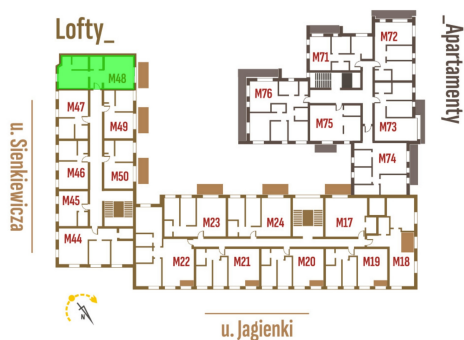 Lofty_
_Apartamenty
M72
M71
M48
M76
M47
M49
M75
M73
M46
M50
M74
M45
M23
M24
M17
M44
M22
M21
M20
M19
M18
u. Sienkiewicza
N
u. Jagienki